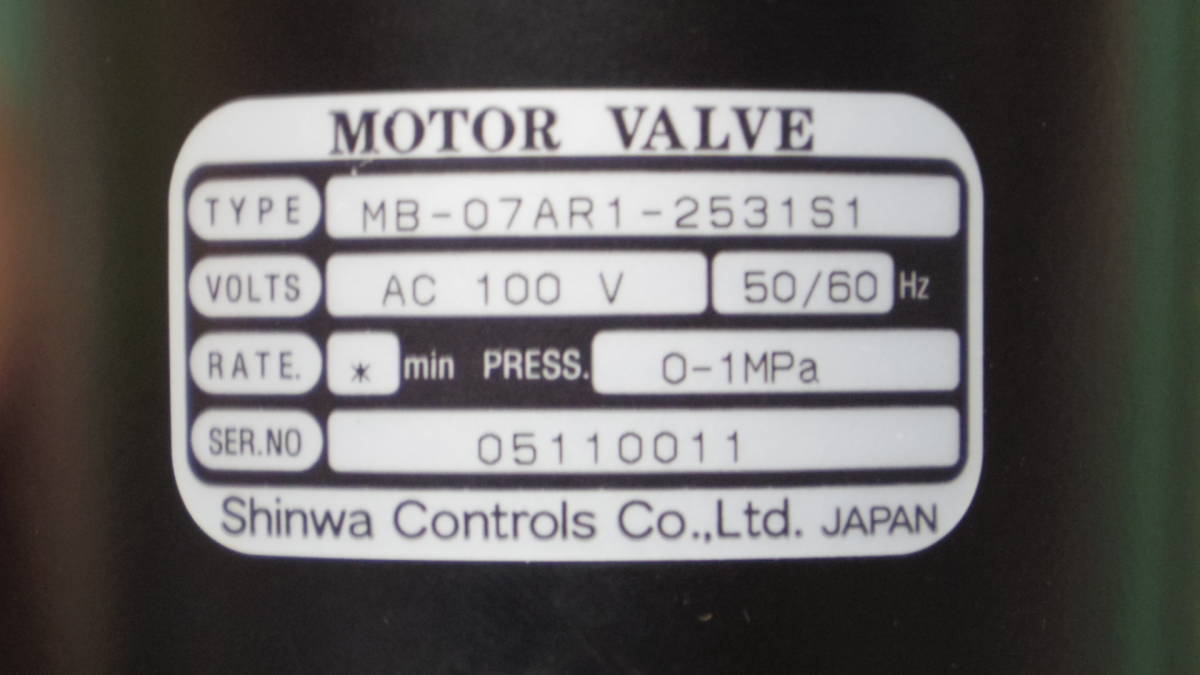 MOTOR VALVE
TYPE MB-07AR1-2531S1
VOLTS AC 100 V 50/60 Hz
RATE. * min PRESS. 0-1MPa
SER.NO 05110011
Shinwa Controls Co.,Ltd. JAPAN